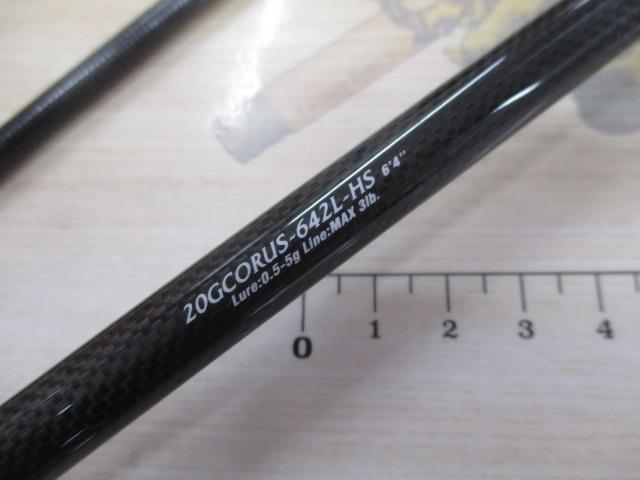 20GCORUS-642L-HS 6'4"
Lure:0.5-5g Line:MAX 3lb.
0 1 2 3 4